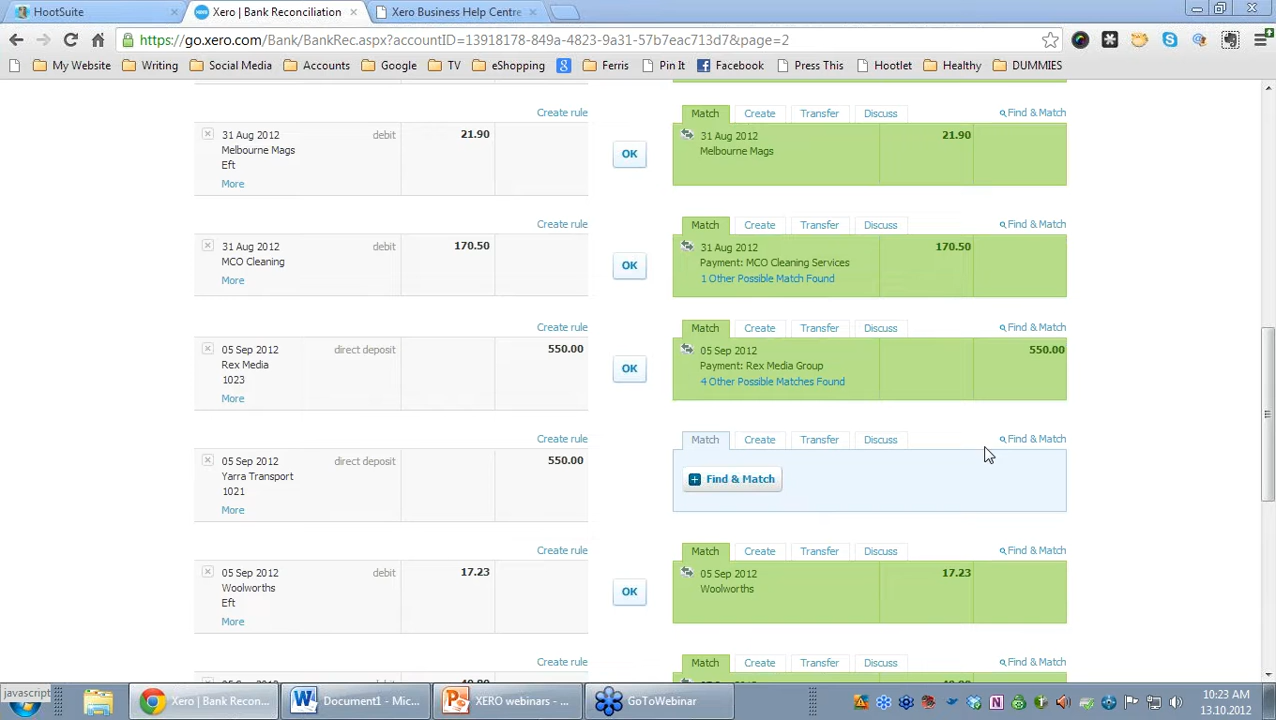 HootSuite
Xero | Bank Reconciliation
Xero Business Help Centre
https://go.xero.com/Bank/BankRec.aspx?accountID=13918178-849a-4823-9a31-57b7eac713d7&page=2
My Website Writing Social Media Accounts Google TV eShopping Ferris Pin It Facebook Press This Hootlet Healthy DUMMIES
Create rule Match Create Transfer Discuss Find & Match
31 Aug 2012 debit 21.90 OK 31 Aug 2012 21.90
Melbourne Mags Melbourne Mags
Eft
More
Create rule Match Create Transfer Discuss Find & Match
31 Aug 2012 debit 170.50 OK 31 Aug 2012 170.50
MCO Cleaning Payment: MCO Cleaning Services
More 1 Other Possible Match Found
Create rule Match Create Transfer Discuss Find & Match
05 Sep 2012 direct deposit 550.00 OK 05 Sep 2012 550.00
Rex Media Payment: Rex Media Group
1023 4 Other Possible Matches Found
More
Create rule Match Create Transfer Discuss Find & Match
05 Sep 2012 direct deposit 550.00
Yarra Transport Find & Match
1021
More
Create rule Match Create Transfer Discuss Find & Match
05 Sep 2012 debit 17.23 OK 05 Sep 2012 17.23
Woolworths Woolworths
Eft
More
Create rule Match Create Transfer Discuss Find & Match
javascript
Xero | Bank Recon... Document1 - Mic... XERO webinars - ... GoToWebinar
10:23 AM
13.10.2012